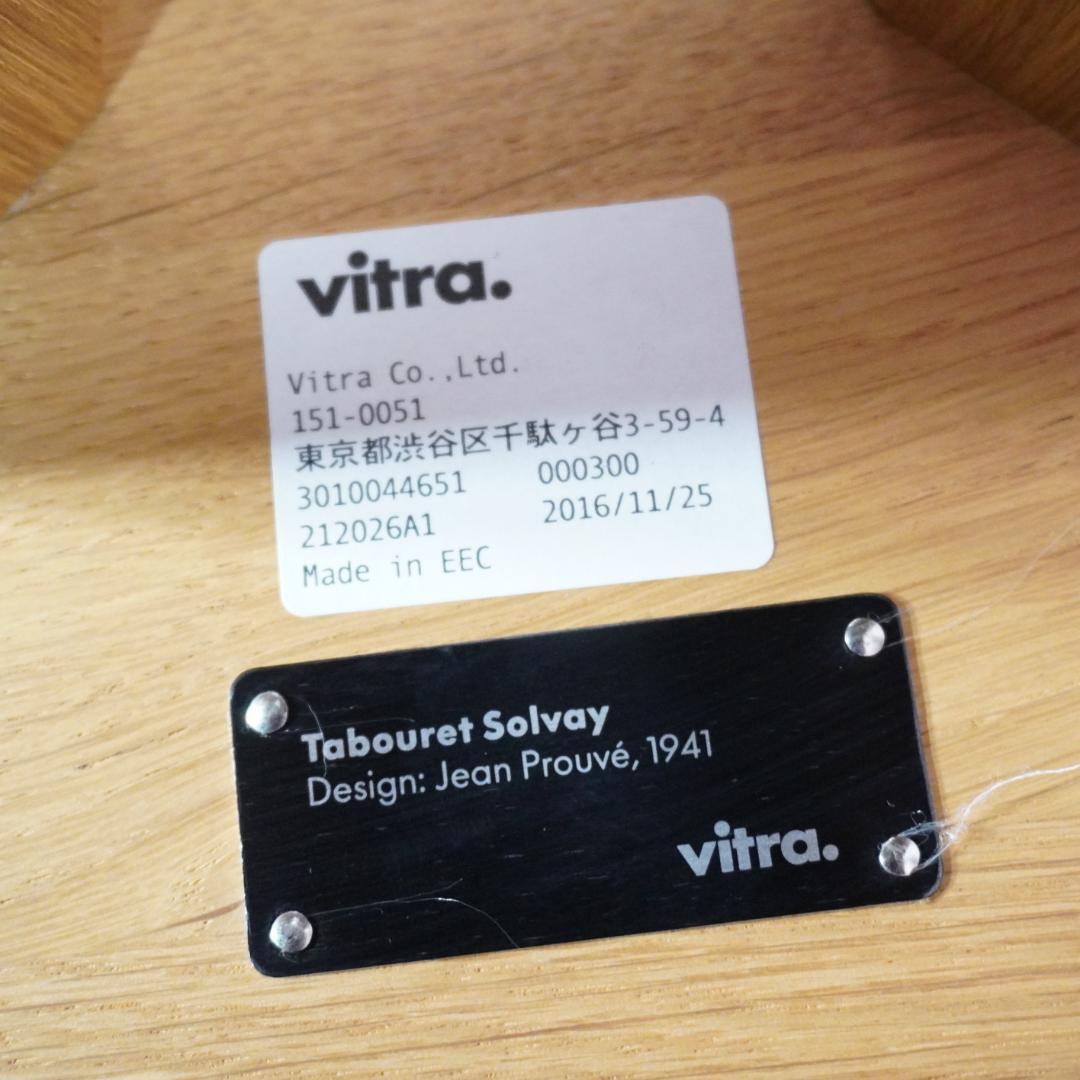 vitra.
Vitra Co.,Ltd.
151-0051
東京都渋谷区千駄ヶ谷3-59-4
3010044651 000300
212026A1 2016/11/25
Made in EEC
Tabouret Solvay
Design: Jean Prouvé, 1941
vitra.